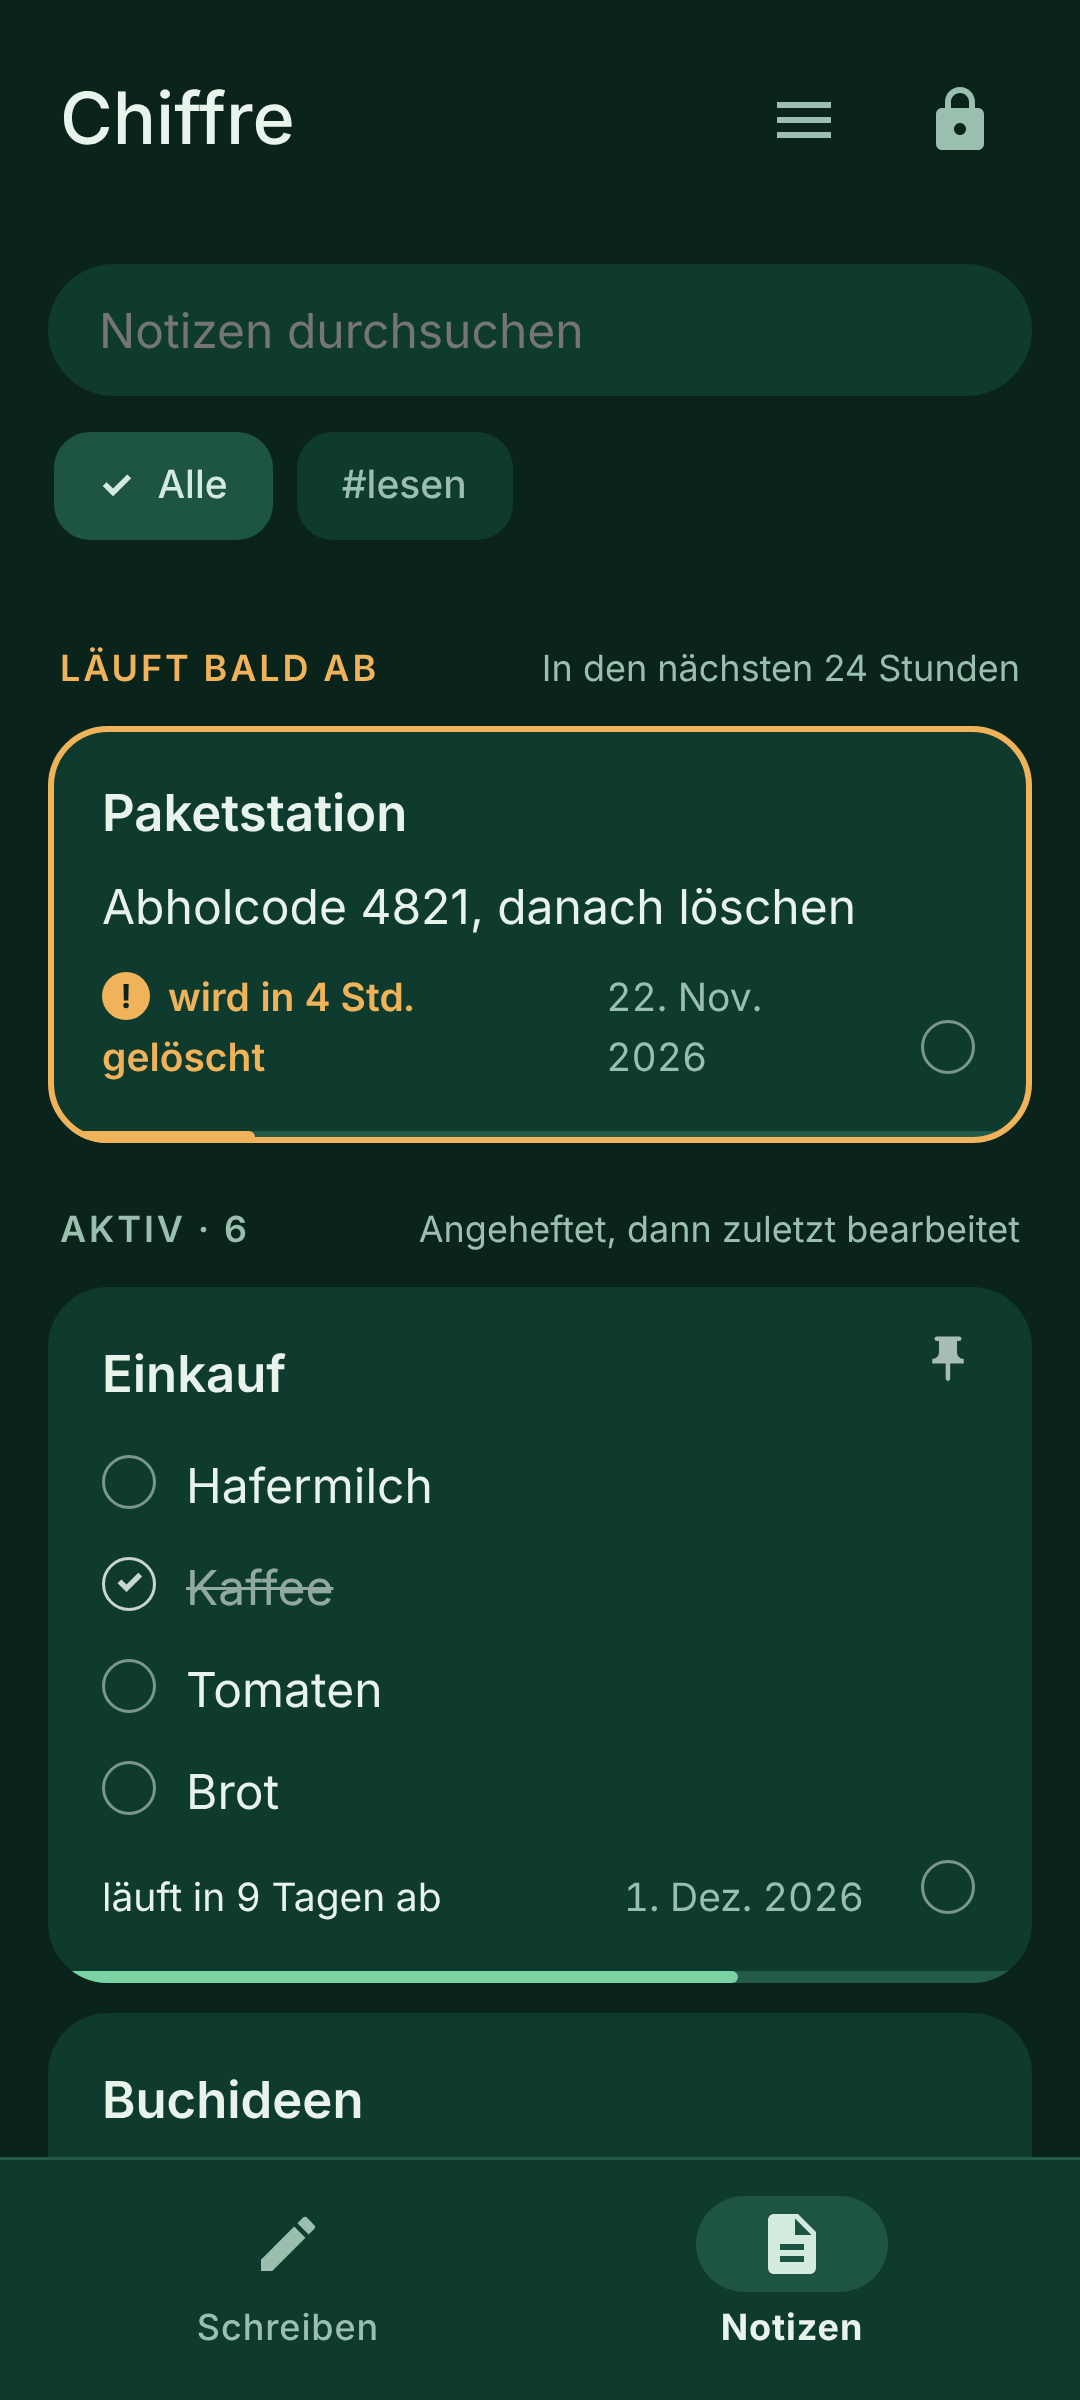 Chiffre
Notizen durchsuchen
Alle
#lesen
LÄUFT BALD AB
In den nächsten 24 Stunden
Paketstation
Abholcode 4821, danach löschen
! wird in 4 Std.
gelöscht
22. Nov.
2026
AKTIV · 6
Angeheftet, dann zuletzt bearbeitet
Einkauf
Hafermilch
Kaffee
Tomaten
Brot
läuft in 9 Tagen ab
1. Dez. 2026
Buchideen
Schreiben
Notizen